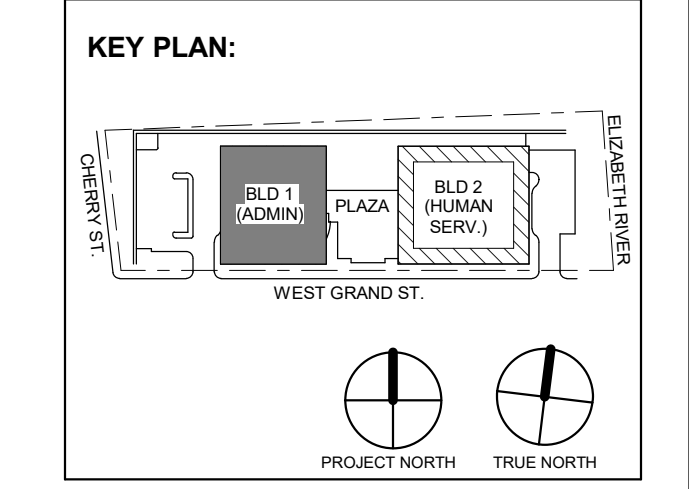 KEY PLAN:
CHERRY ST.
BLD 1
(ADMIN)
PLAZA
BLD 2
(HUMAN
SERV.)
ELIZABETH RIVER
WEST GRAND ST.
PROJECT NORTH
TRUE NORTH